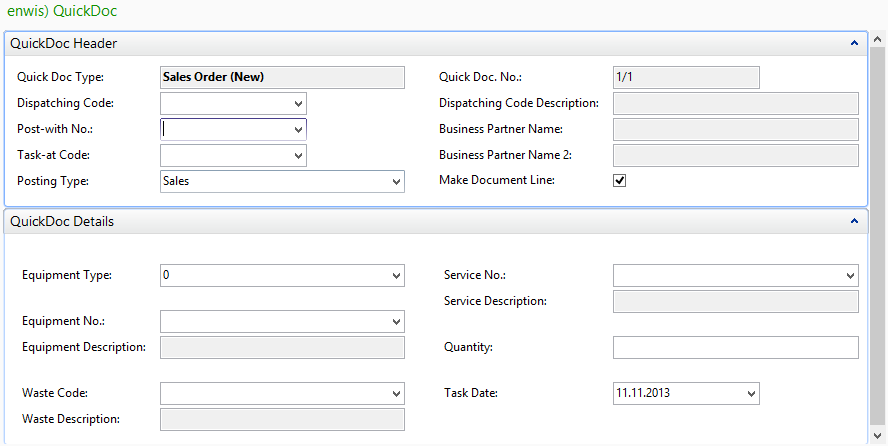 enwis) QuickDoc
QuickDoc Header
Quick Doc Type: Sales Order (New) Quick Doc. No.: 1/1
Dispatching Code: Dispatching Code Description:
Post-with No.: Business Partner Name:
Task-at Code: Business Partner Name 2:
Posting Type: Sales Make Document Line:
QuickDoc Details
Equipment Type: 0 Service No.:
Service Description:
Equipment No.:
Equipment Description: Quantity:
Waste Code: Task Date: 11.11.2013
Waste Description: